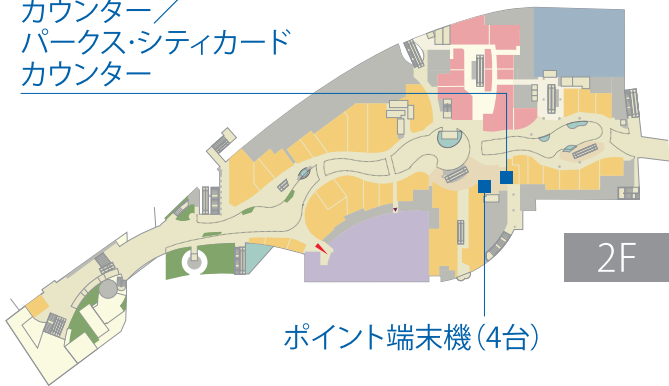 カウンター／
パークス・シティカード
カウンター
2F
ポイント端末機（4台）